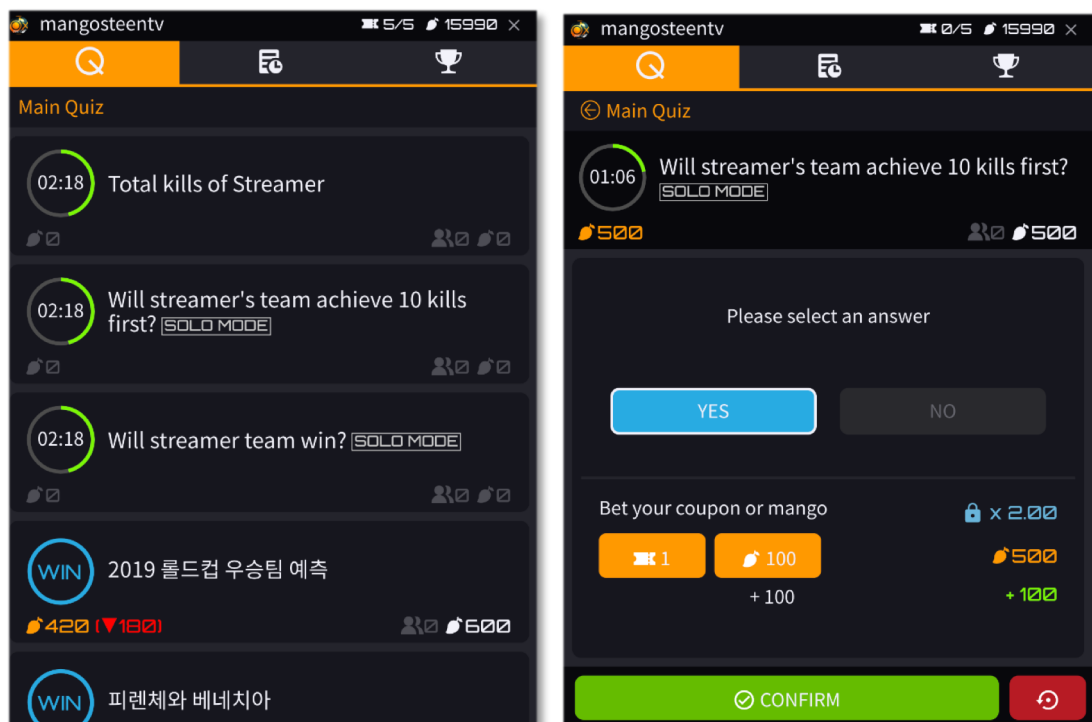 mangosteentv 5/5 15990 ×
Main Quiz
02:18 Total kills of Streamer
0 0 0
02:18 Will streamer's team achieve 10 kills
first? SOLO MODE
0 0 0
02:18 Will streamer team win? SOLO MODE
0 0 0
WIN 2019 롤드컵 우승팀 예측
420 (▼180) 0 600
WIN 피렌체와 베네치아
mangosteentv 0/5 15990 ×
Main Quiz
01:06 Will streamer's team achieve 10 kills first?
SOLO MODE
500 0 500
Please select an answer
YES NO
Bet your coupon or mango x 2.00
1 100 500
+ 100 + 100
CONFIRM